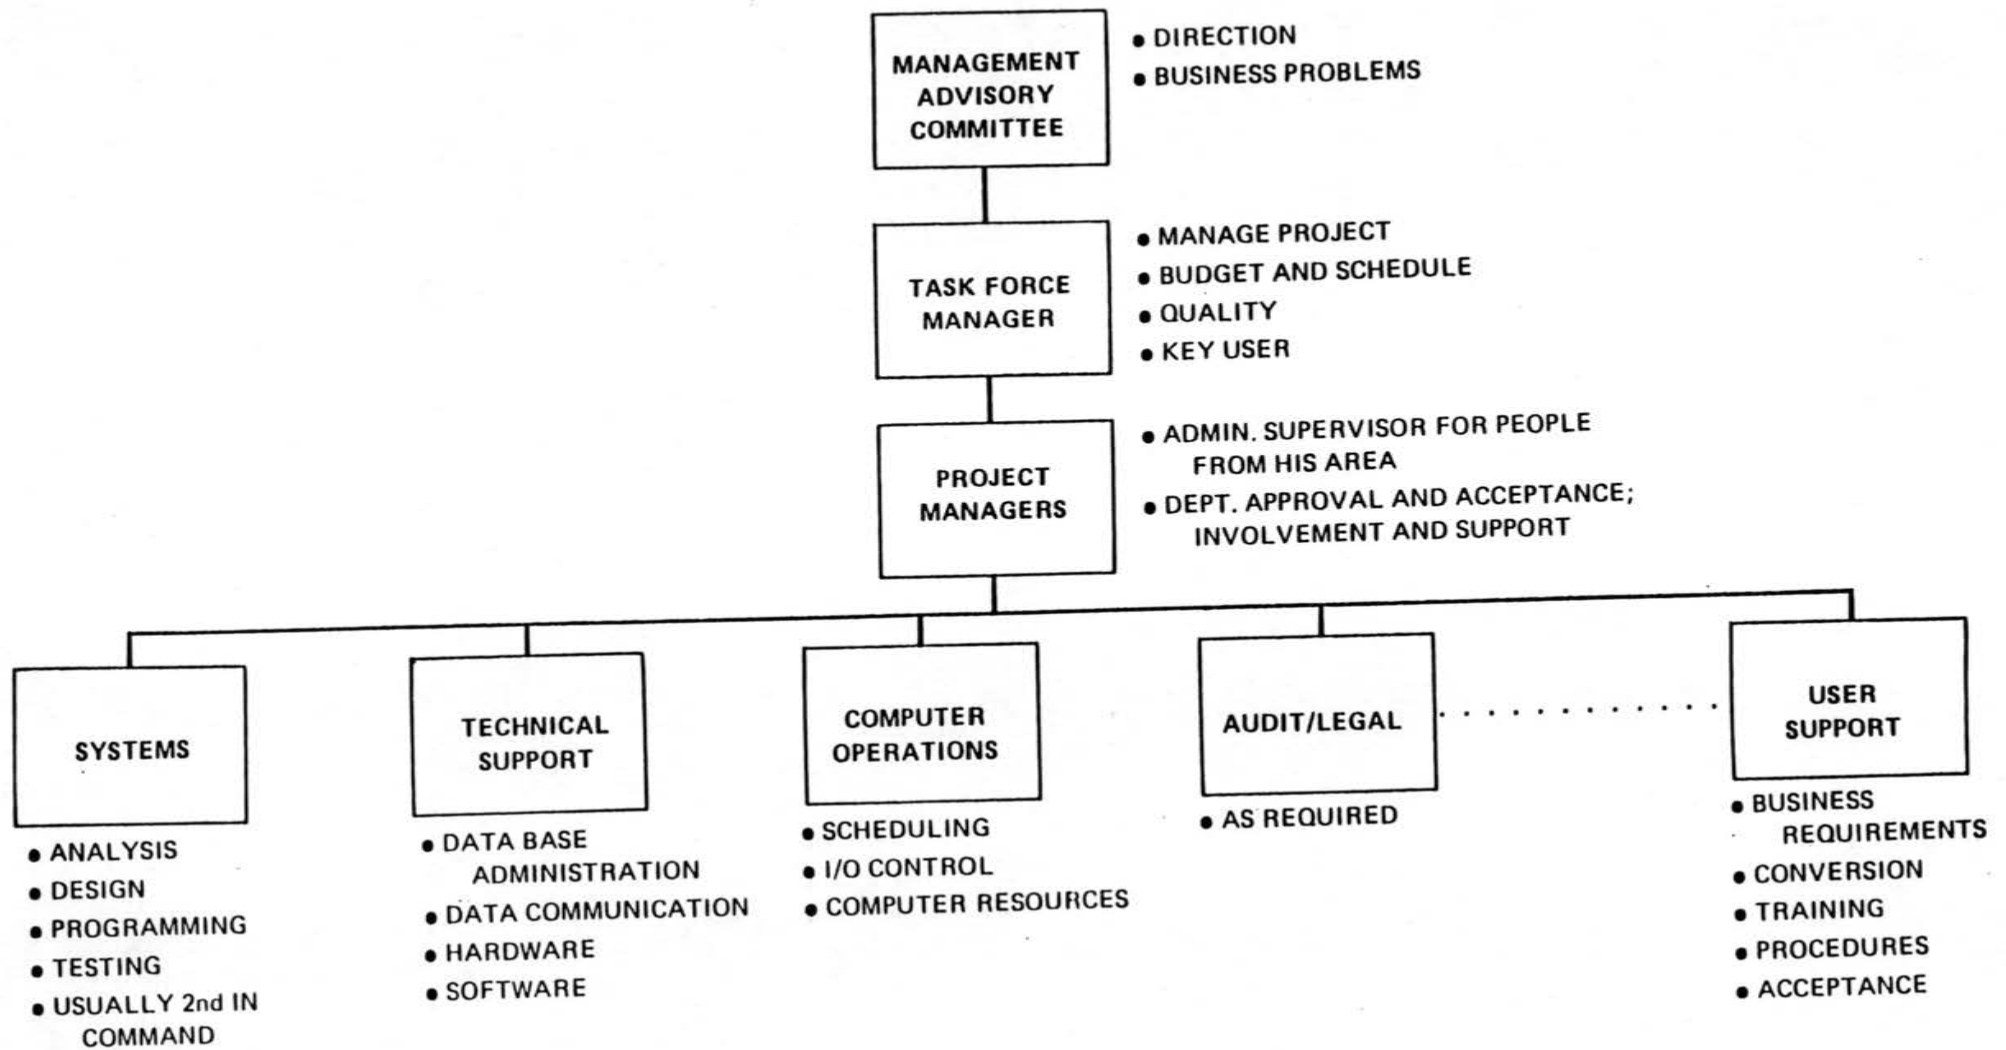 MANAGEMENT
ADVISORY
COMMITTEE
• DIRECTION
• BUSINESS PROBLEMS
TASK FORCE
MANAGER
• MANAGE PROJECT
• BUDGET AND SCHEDULE
• QUALITY
• KEY USER
PROJECT
MANAGERS
• ADMIN. SUPERVISOR FOR PEOPLE
FROM HIS AREA
• DEPT. APPROVAL AND ACCEPTANCE;
INVOLVEMENT AND SUPPORT
SYSTEMS
• ANALYSIS
• DESIGN
• PROGRAMMING
• TESTING
• USUALLY 2nd IN
COMMAND
TECHNICAL
SUPPORT
• DATA BASE
ADMINISTRATION
• DATA COMMUNICATION
• HARDWARE
• SOFTWARE
COMPUTER
OPERATIONS
• SCHEDULING
• I/O CONTROL
• COMPUTER RESOURCES
AUDIT/LEGAL
• AS REQUIRED
USER
SUPPORT
• BUSINESS
REQUIREMENTS
• CONVERSION
• TRAINING
• PROCEDURES
• ACCEPTANCE